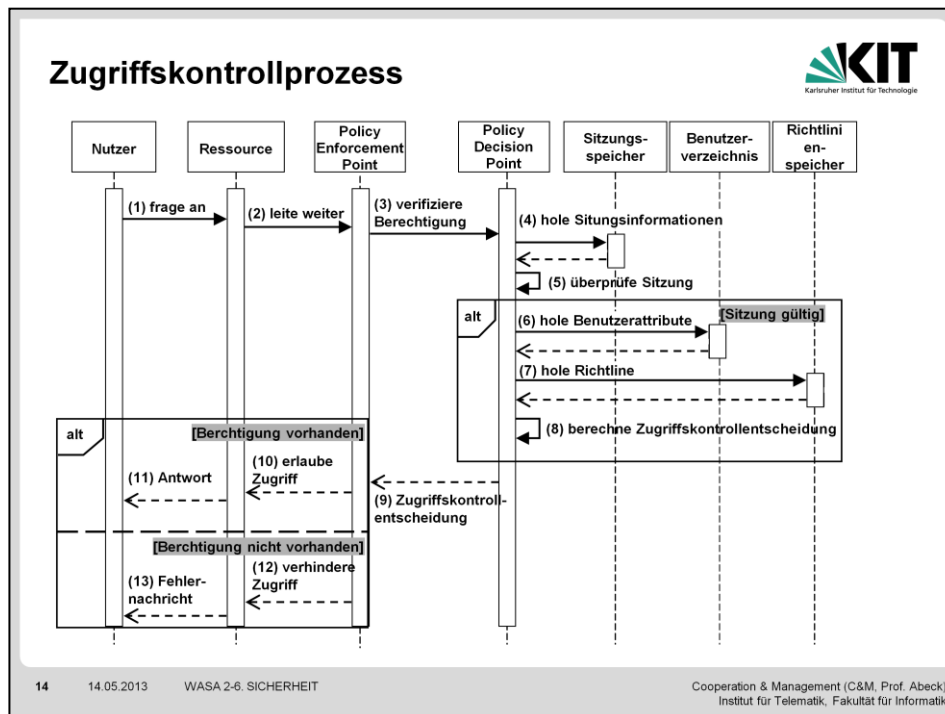 Zugriffskontrollprozess
KIT
Karlsruher Institut für Technologie
Nutzer
Ressource
Policy
Enforcement
Point
Policy
Decision
Point
Sitzungs-
speicher
Benutzer-
verzeichnis
Richtlini
en-
speicher
(1) frage an
(2) leite weiter
(3) verifiziere
Berechtigung
(4) hole Situngsinformationen
(5) überprüfe Sitzung
alt
[Sitzung gültig]
(6) hole Benutzerattribute
(7) hole Richtline
(8) berechne Zugriffskontrollentscheidung
(9) Zugriffskontroll-
entscheidung
alt
[Berchtigung vorhanden]
(10) erlaube
Zugriff
(11) Antwort
[Berchtigung nicht vorhanden]
(12) verhindere
Zugriff
(13) Fehler-
nachricht
14 14.05.2013 WASA 2-6. SICHERHEIT
Cooperation & Management (C&M, Prof. Abeck)
Institut für Telematik, Fakultät für Informatik